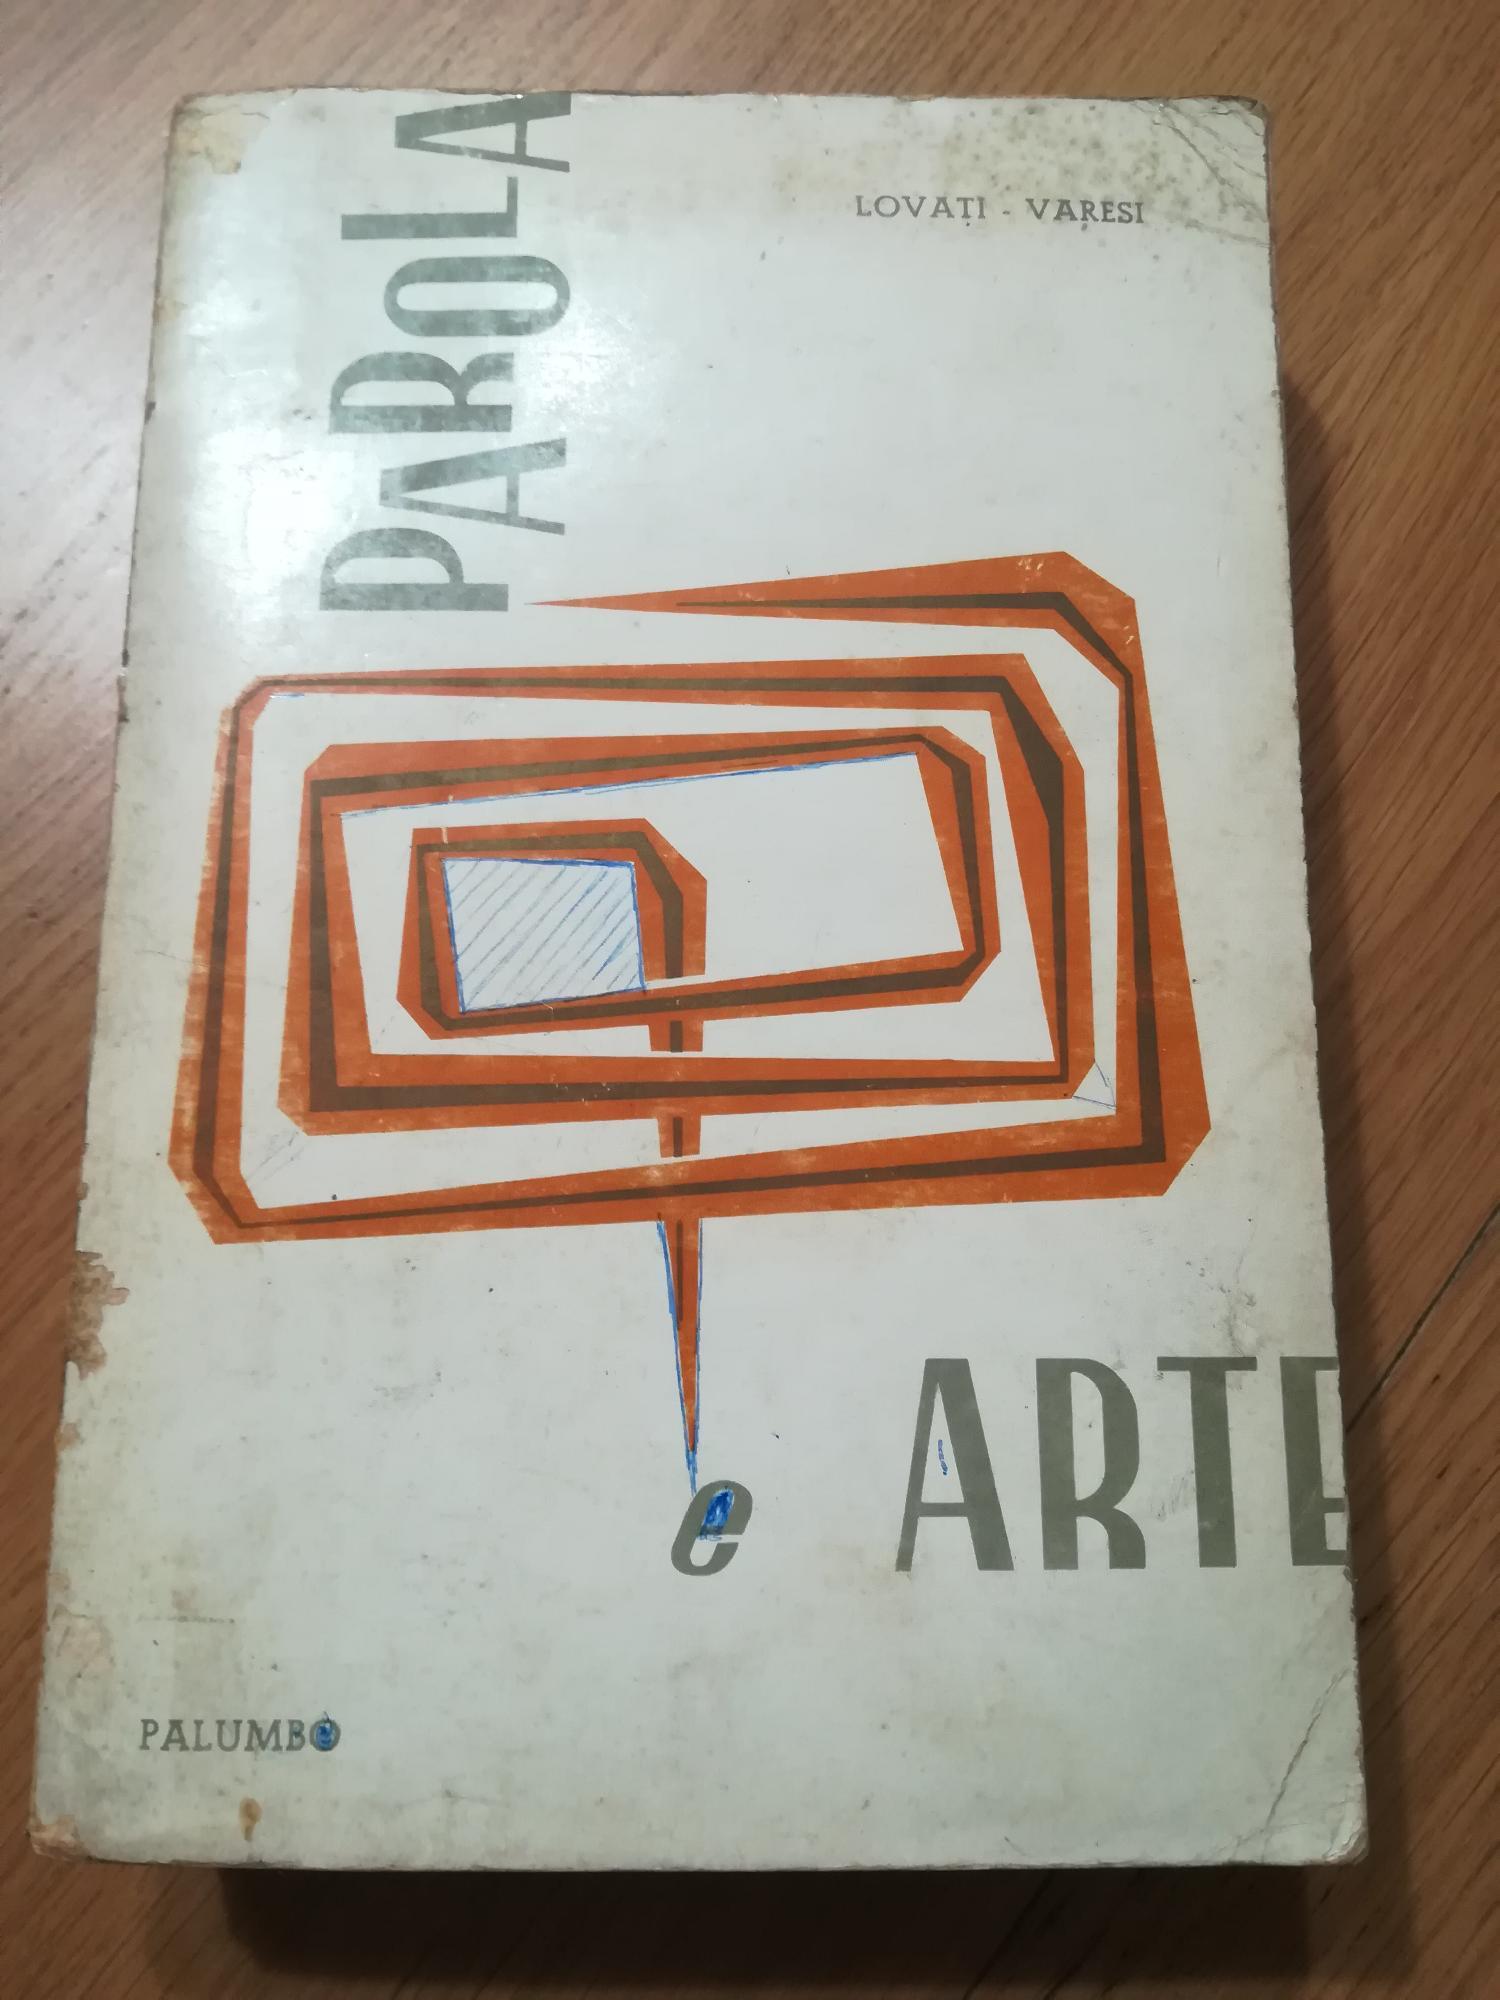 LOVATI - VARESI
PAROLA
e ARTE
PALUMBO